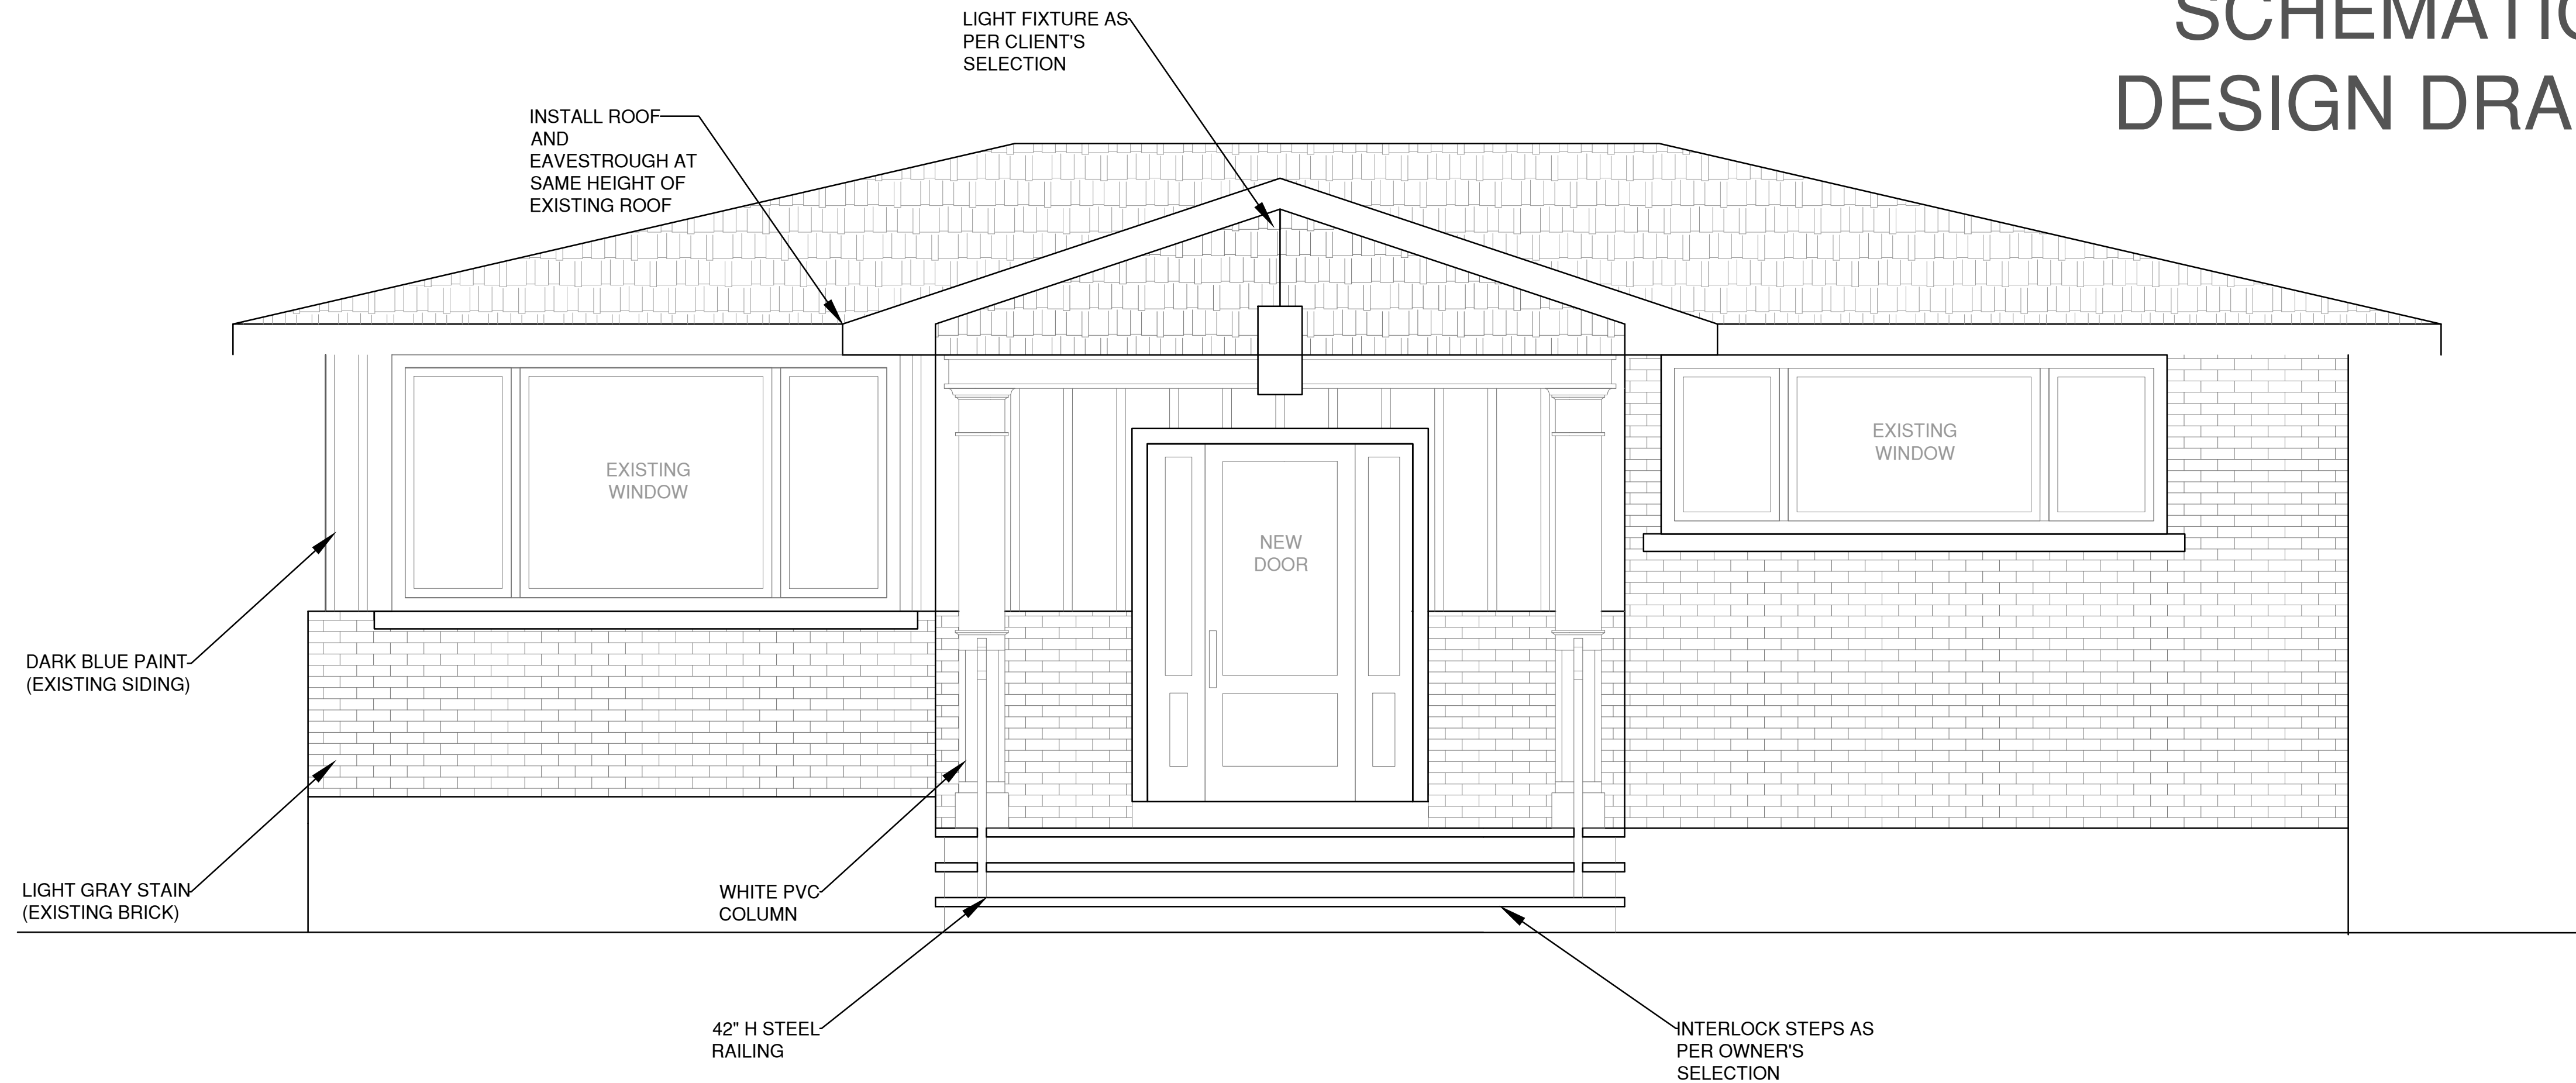 SCHEMATIC
DESIGN DRA
LIGHT FIXTURE AS
PER CLIENT'S
SELECTION
INSTALL ROOF
AND
EAVESTROUGH AT
SAME HEIGHT OF
EXISTING ROOF
EXISTING
WINDOW
EXISTING
WINDOW
NEW
DOOR
DARK BLUE PAINT
(EXISTING SIDING)
LIGHT GRAY STAIN
(EXISTING BRICK)
WHITE PVC
COLUMN
42" H STEEL
RAILING
INTERLOCK STEPS AS
PER OWNER'S
SELECTION